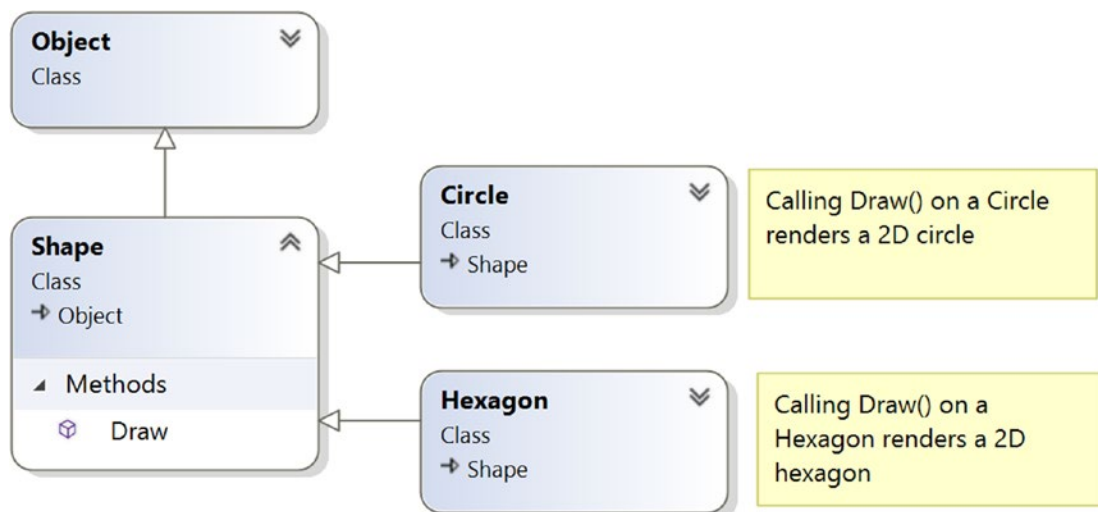 Object
Class
Shape
Class
Object
Methods
Draw
Circle
Class
Shape
Calling Draw() on a Circle
renders a 2D circle
Hexagon
Class
Shape
Calling Draw() on a
Hexagon renders a 2D
hexagon